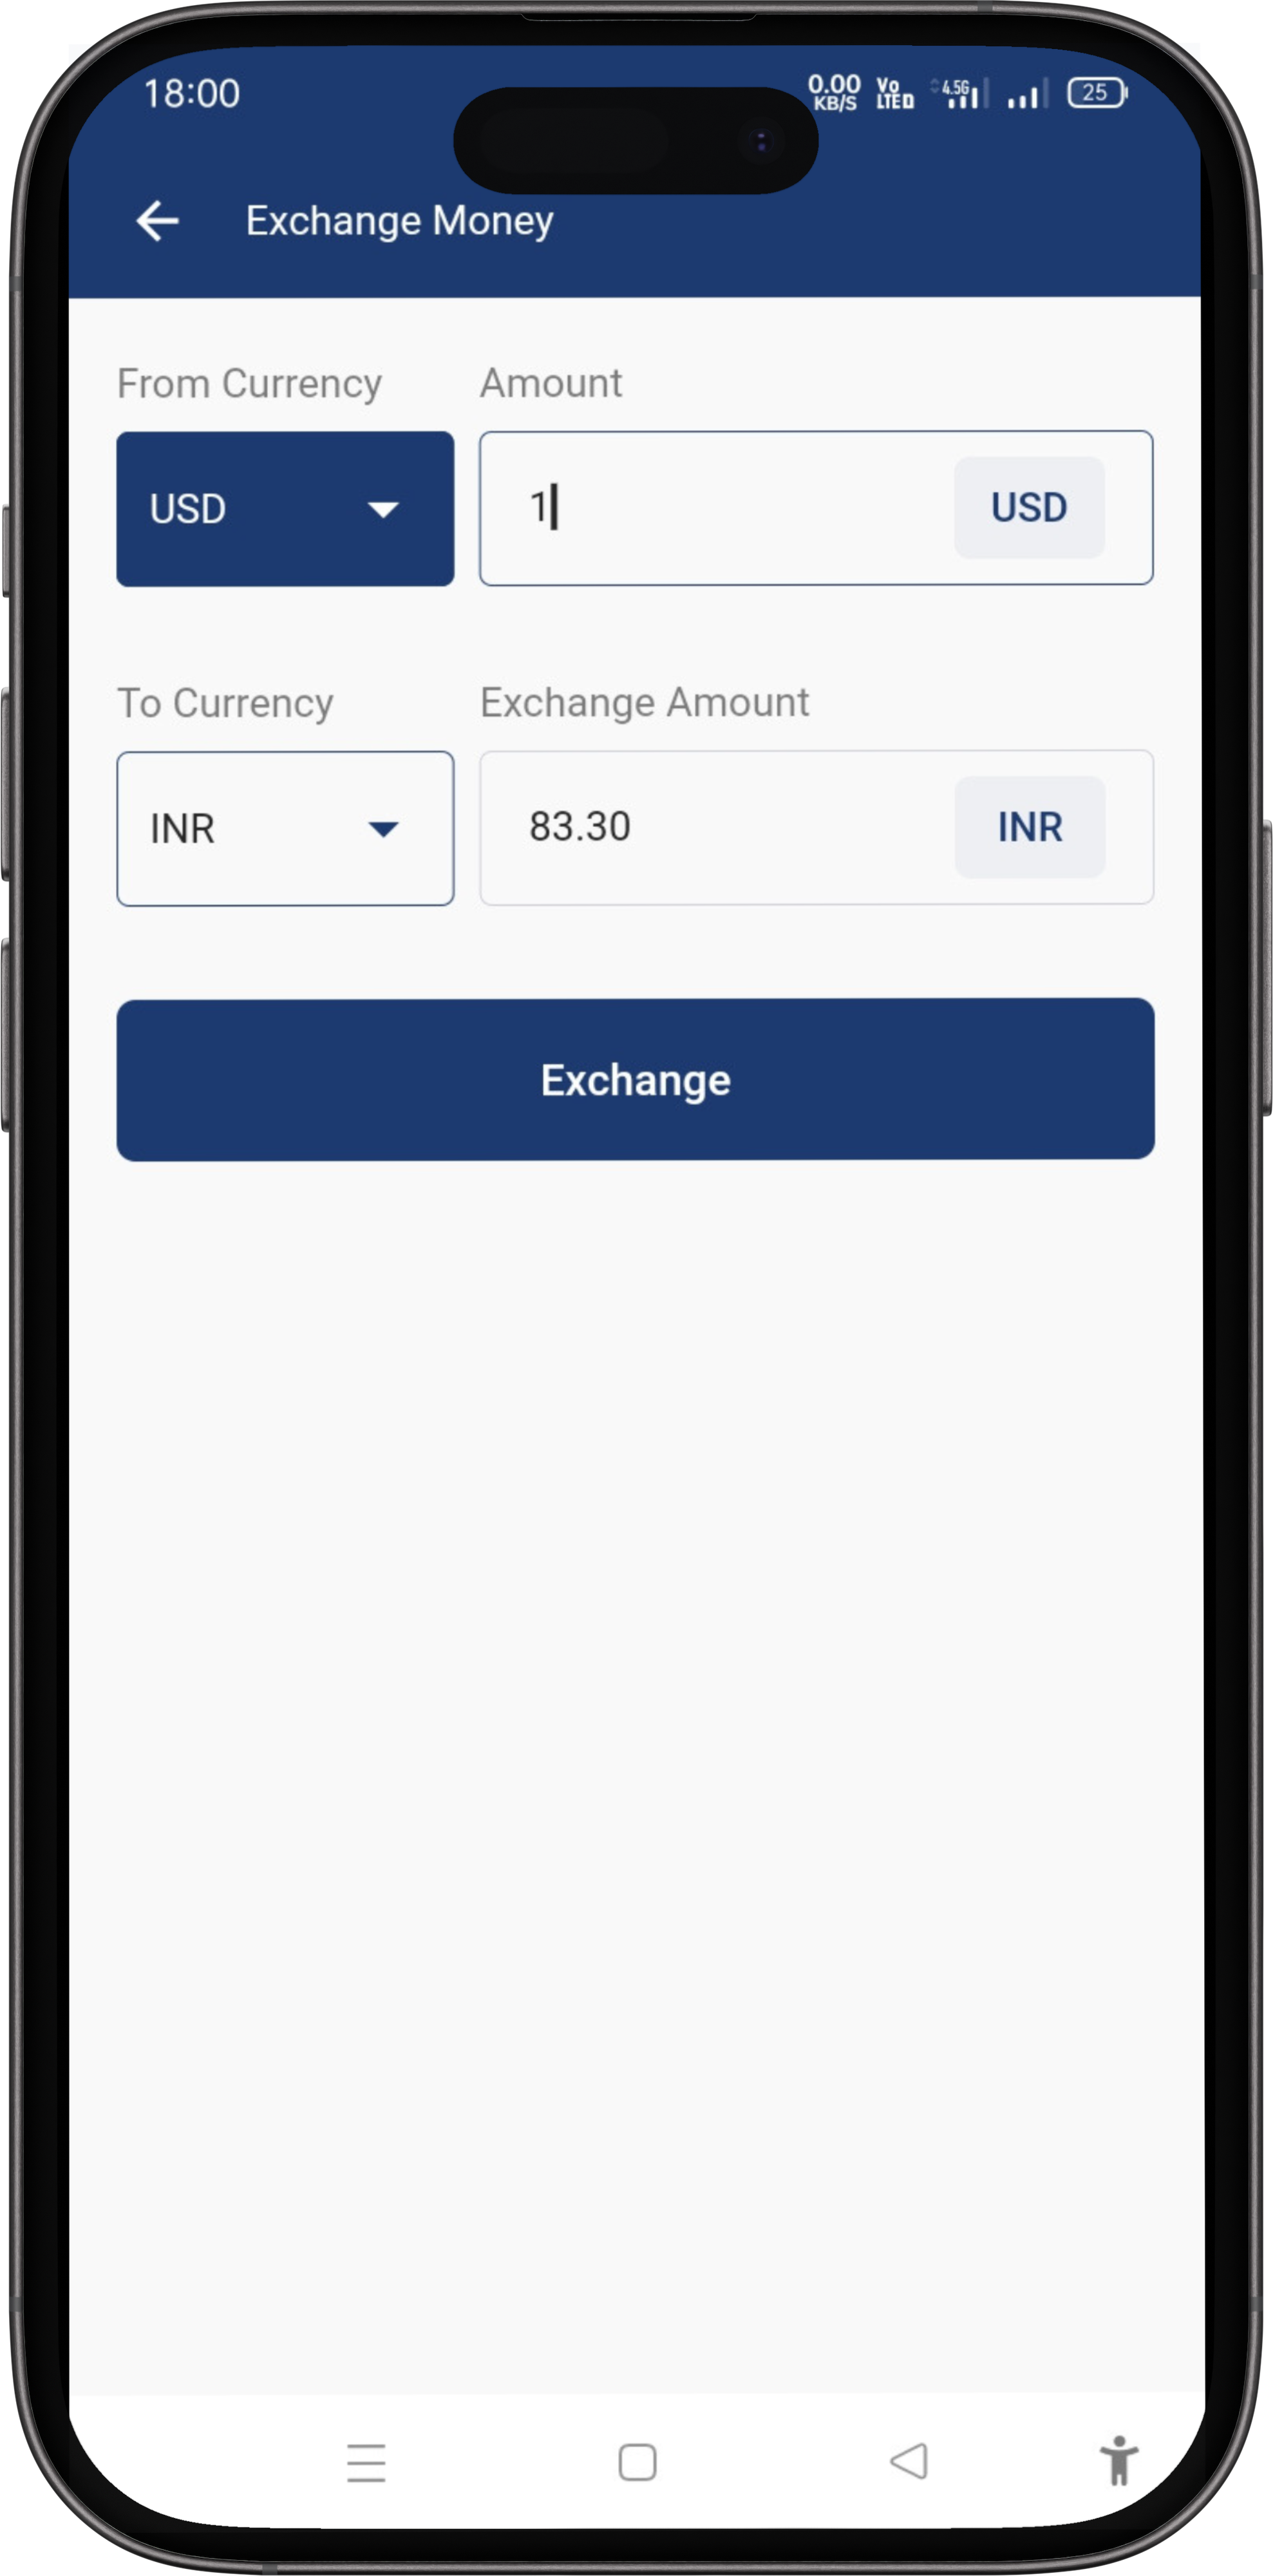 18:00
0.00 KB/S Vo LTE D 4.5G 25
Exchange Money
From Currency Amount
USD 1 USD
To Currency Exchange Amount
INR 83.30 INR
Exchange